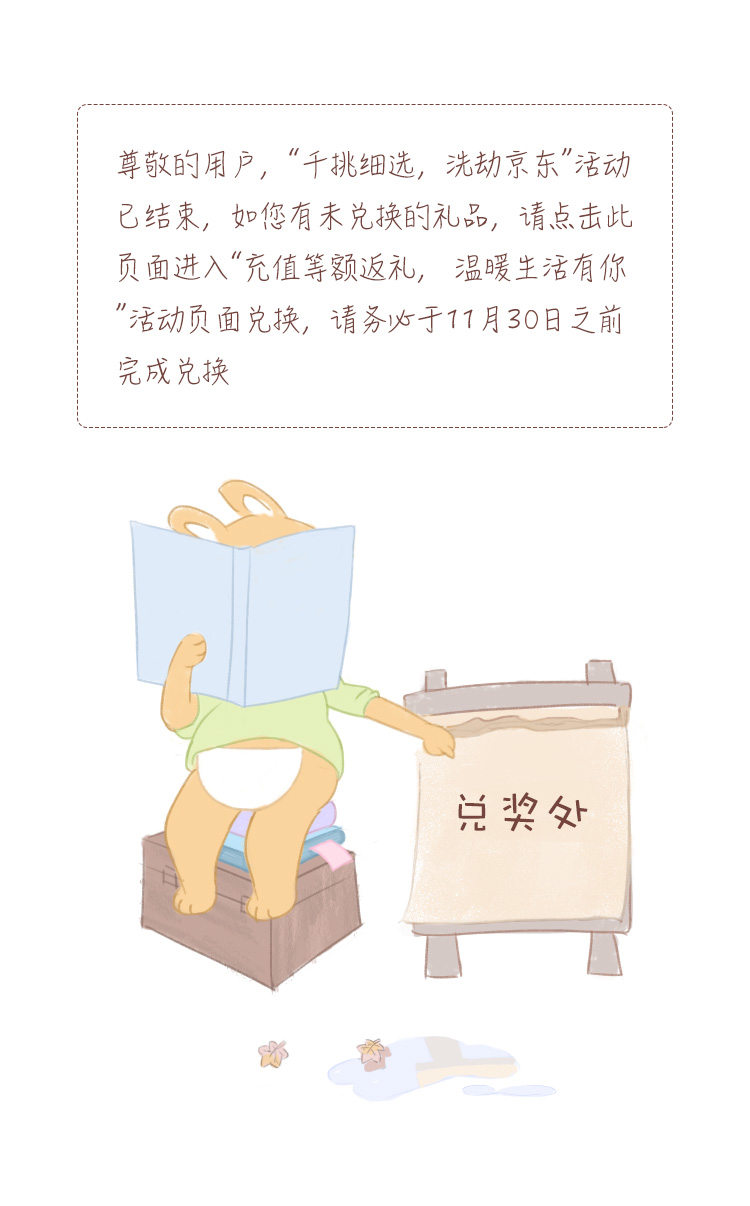 尊敬的用户，“千挑细选，洗劫京东”活动
已结束，如您有未兑换的礼品，请点击此
页面进入“充值等额返礼， 温暖生活有你
”活动页面兑换，请务必于11月30日之前
完成兑换
兑奖处